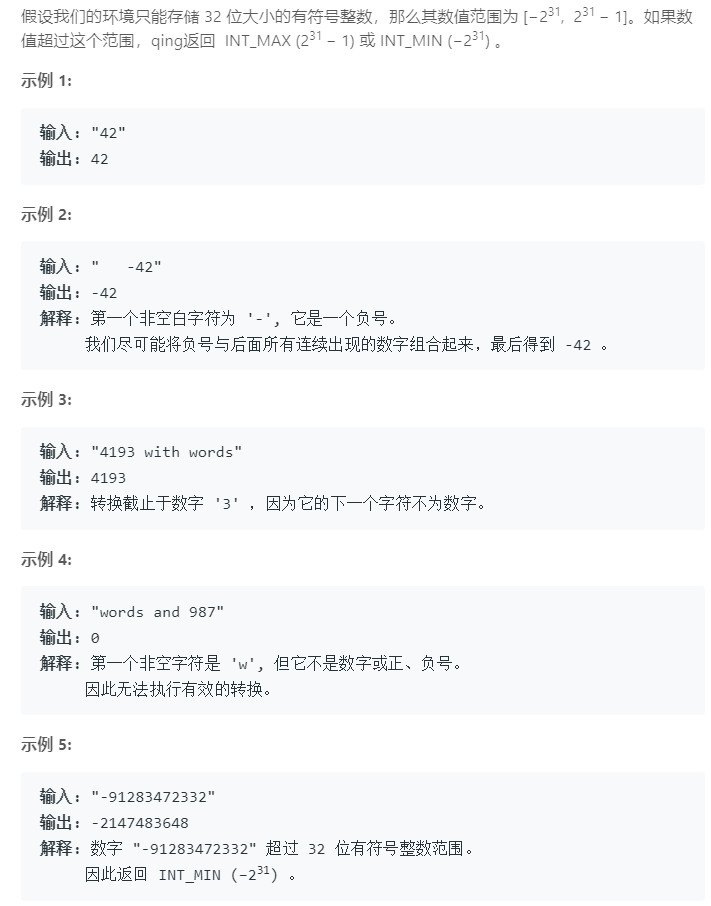 假设我们的环境只能存储 32 位大小的有符号整数，那么其数值范围为 [−2³¹,  2³¹ − 1]。如果数
值超过这个范围，qing返回  INT_MAX (2³¹ − 1) 或 INT_MIN (−2³¹) 。
示例 1:
输入: "42"
输出: 42
示例 2:
输入: "   -42"
输出: -42
解释: 第一个非空白字符为 '-', 它是一个负号。
我们尽可能将负号与后面所有连续出现的数字组合起来，最后得到 -42 。
示例 3:
输入: "4193 with words"
输出: 4193
解释: 转换截止于数字 '3' ，因为它的下一个字符不为数字。
示例 4:
输入: "words and 987"
输出: 0
解释: 第一个非空字符是 'w', 但它不是数字或正、负号。
因此无法执行有效的转换。
示例 5:
输入: "-91283472332"
输出: -2147483648
解释: 数字 "-91283472332" 超过 32 位有符号整数范围。
因此返回 INT_MIN (−2³¹) 。